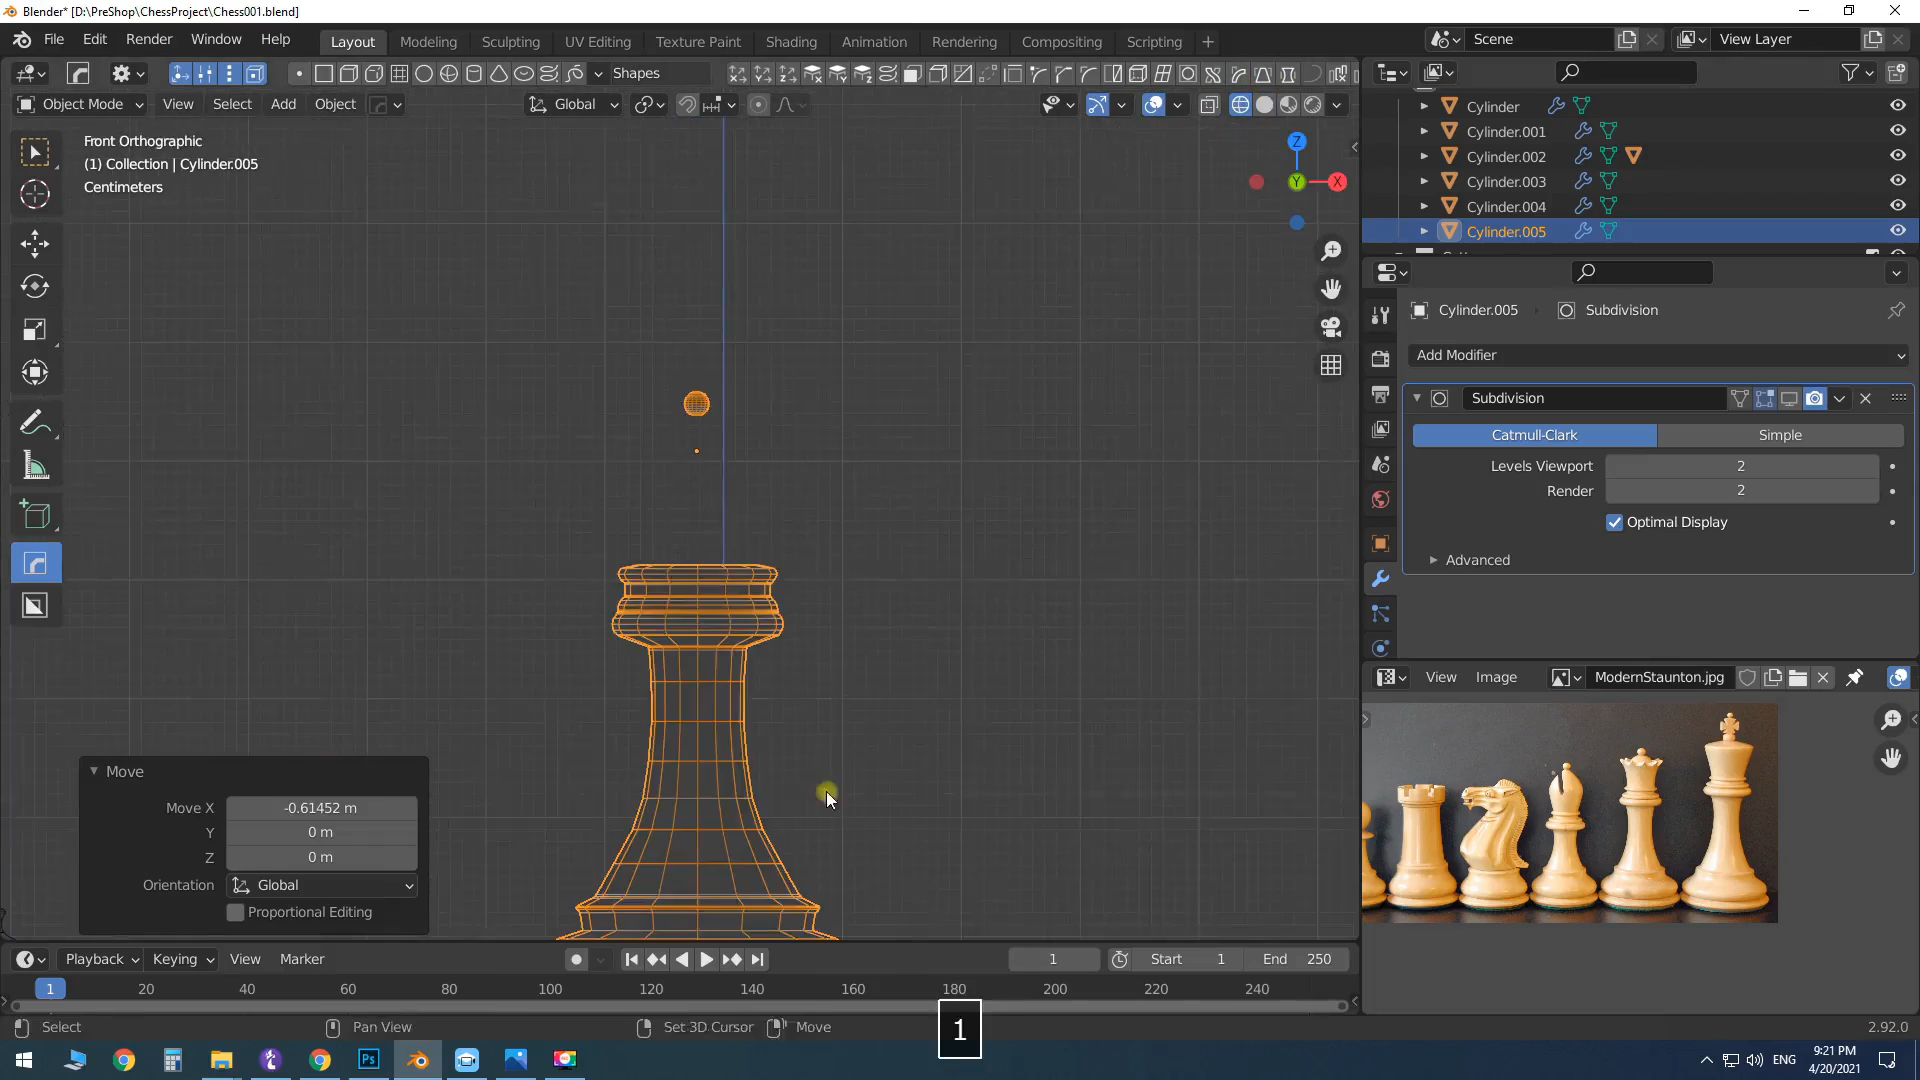 Blender* [D:\PreShop\ChessProject\Chess001.blend]
File Edit Render Window Help Layout Modeling Sculpting UV Editing Texture Paint Shading Animation Rendering Compositing Scripting + Scene View Layer
Shapes
Object Mode View Select Add Object Global
Front Orthographic
(1) Collection | Cylinder.005
Centimeters
Z
Y
X
Cylinder
Cylinder.001
Cylinder.002
Cylinder.003
Cylinder.004
Cylinder.005
Cylinder.005 Subdivision
Add Modifier
Subdivision
Catmull-Clark Simple
Levels Viewport 2
Render 2
Optimal Display
Advanced
View Image ModernStaunton.jpg
Move
Move X -0.61452 m
Y 0 m
Z 0 m
Orientation Global
Proportional Editing
Playback Keying View Marker 1 Start 1 End 250
1 20 40 60 80 100 120 140 160 180 200 220 240
Select Pan View Set 3D Cursor Move 2.92.0
1
Ps
ENG
9:21 PM
4/20/2021